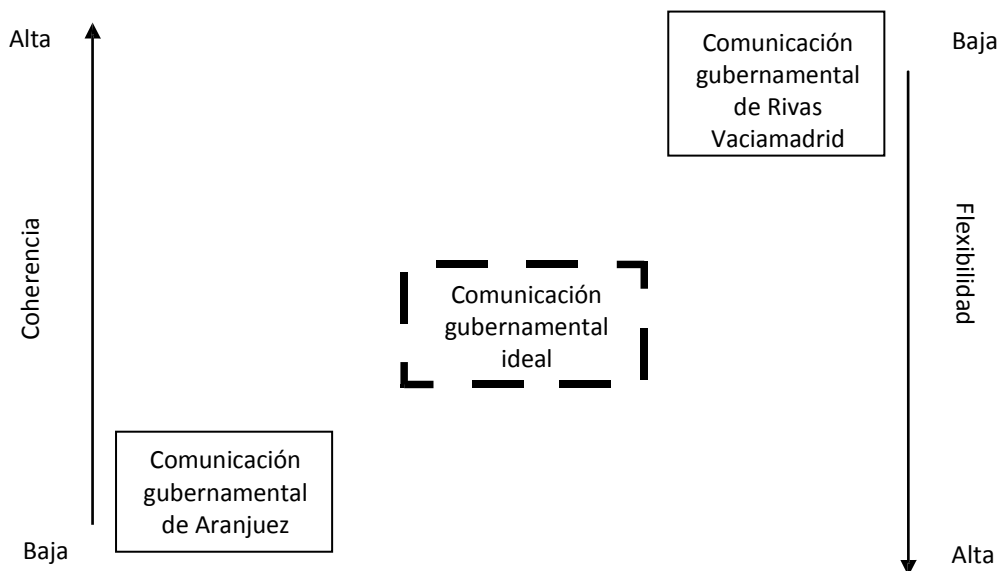 Alta
Comunicación
gubernamental
de Rivas
Vaciamadrid
Baja
Coherencia
Flexibilidad
Comunicación
gubernamental
ideal
Comunicación
gubernamental
de Aranjuez
Baja
Alta